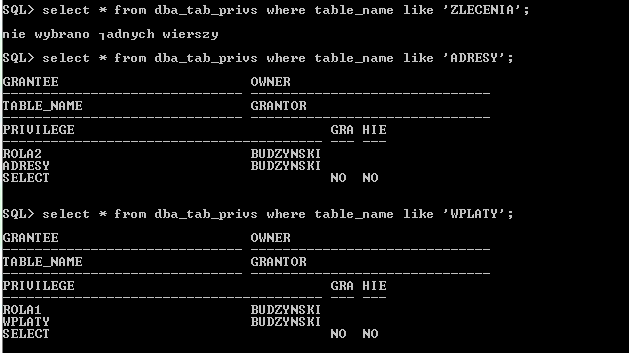 SQL> select * from dba_tab_privs where table_name like 'ZLECENIA';
nie wybrano ┐adnych wierszy
SQL> select * from dba_tab_privs where table_name like 'ADRESY';
GRANTEE OWNER
------------------------------ ------------------------------
TABLE_NAME GRANTOR
------------------------------ ------------------------------
PRIVILEGE GRA HIE
---------------------------------------- --- ---
ROLA2 BUDZYNSKI
ADRESY BUDZYNSKI
SELECT NO NO
SQL> select * from dba_tab_privs where table_name like 'WPLATY';
GRANTEE OWNER
------------------------------ ------------------------------
TABLE_NAME GRANTOR
------------------------------ ------------------------------
PRIVILEGE GRA HIE
---------------------------------------- --- ---
ROLA1 BUDZYNSKI
WPLATY BUDZYNSKI
SELECT NO NO